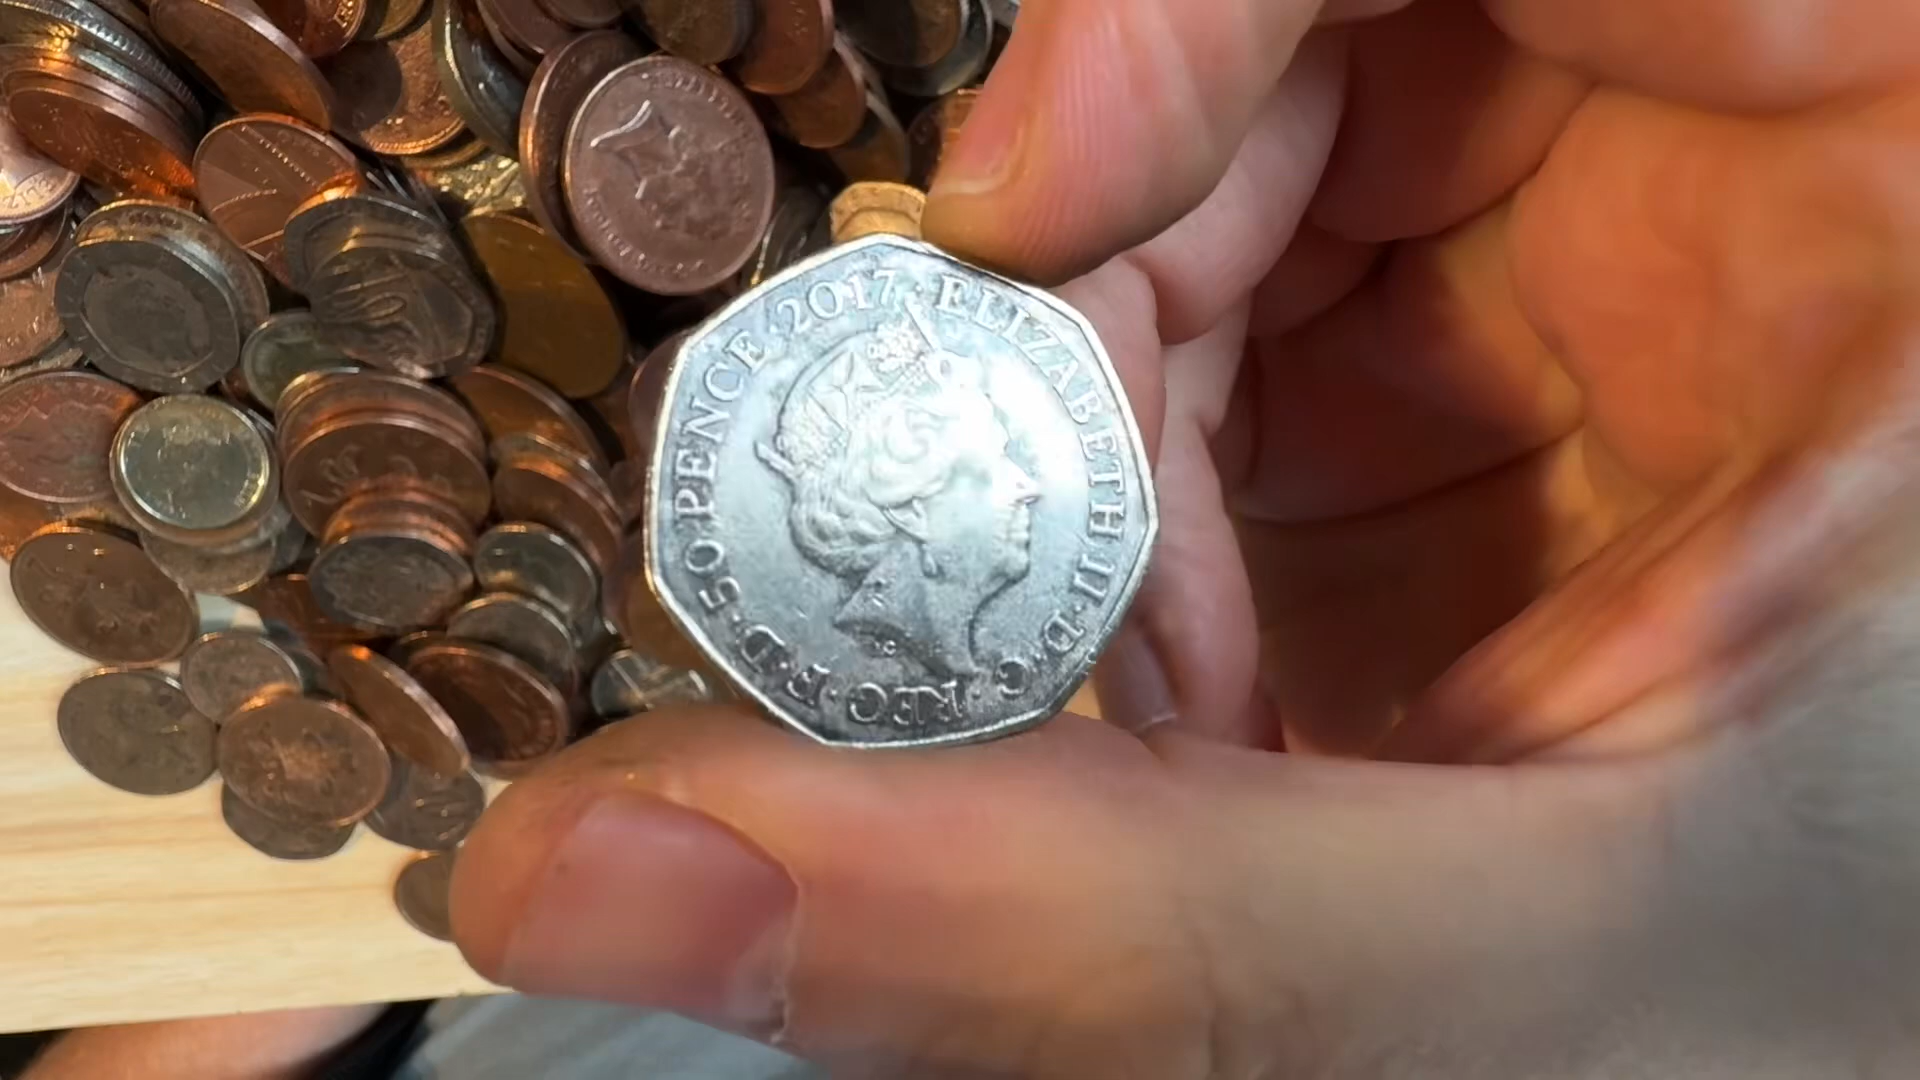 50 PENCE · 2017 · ELIZABETH II · D · G · REG · F · D ·